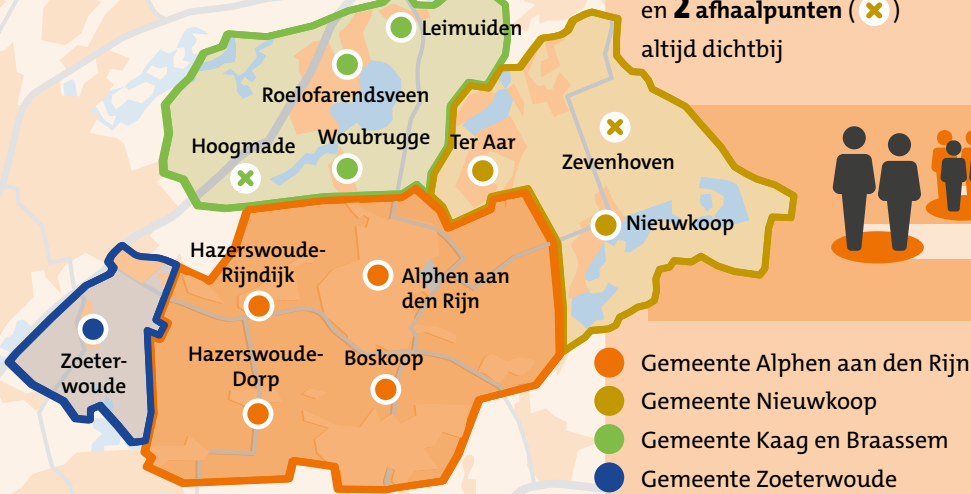 en 2 afhaalpunten ( )
altijd dichtbij
Leimuiden
Roelofarendsveen
Hoogmade
Woubrugge
Ter Aar
Zevenhoven
Nieuwkoop
Hazerswoude-
Rijndijk
Alphen aan
den Rijn
Zoeter-
woude
Hazerswoude-
Dorp
Boskoop
Gemeente Alphen aan den Rijn
Gemeente Nieuwkoop
Gemeente Kaag en Braassem
Gemeente Zoeterwoude